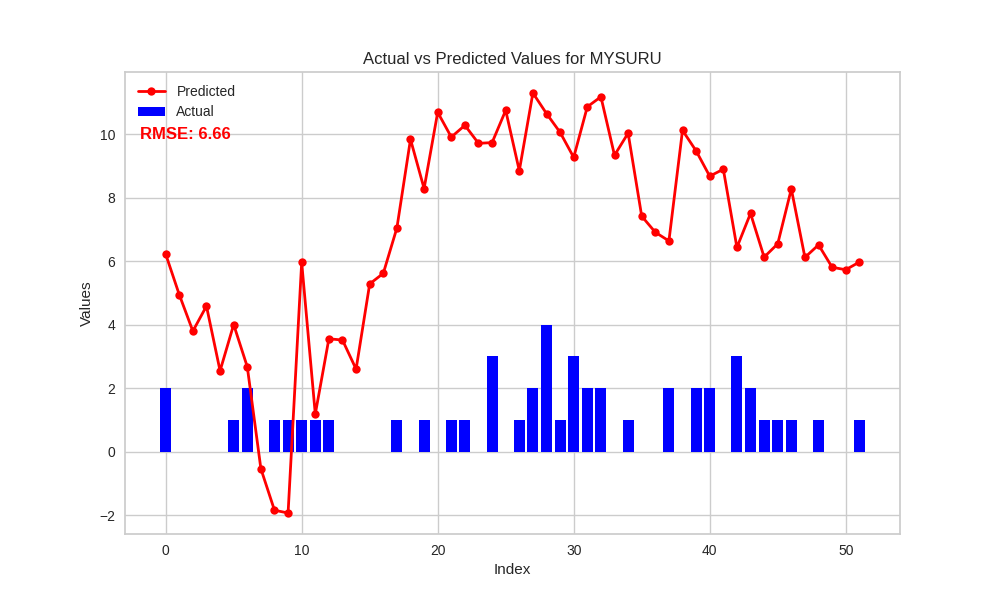 Actual vs Predicted Values for MYSURU
Predicted
Actual
RMSE: 6.66
Values
10
8
6
4
2
0
−2
0 10 20 30 40 50
Index